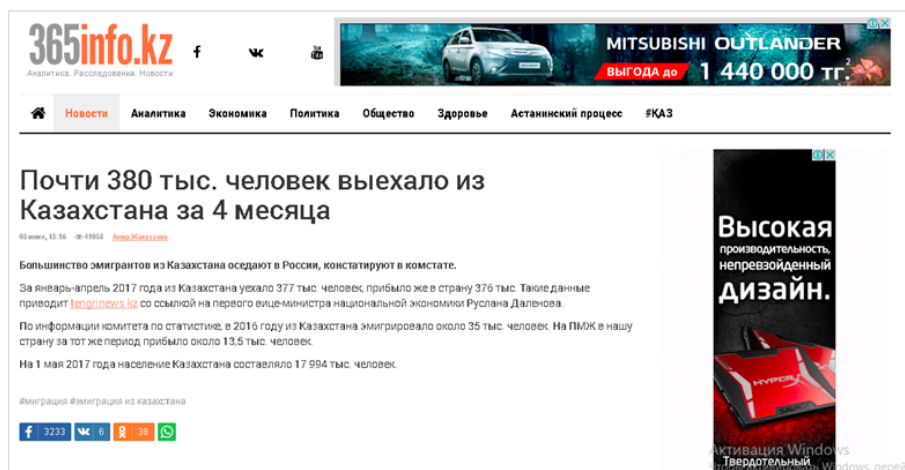 365info.kz
Аналитика. Расследования. Новости
MITSUBISHI OUTLANDER
ВЫГОДА до 1 440 000 тг.²
Новости Аналитика Экономика Политика Общество Здоровье Астанинский процесс #ҚАЗ
Почти 380 тыс. человек выехало из
Казахстана за 4 месяца
05 июня, 15:16
Большинство эмигрантов из Казахстана оседают в России, констатируют в комстате.
За январь-апрель 2017 года из Казахстана уехало 377 тыс. человек, прибыло же в страну 376 тыс. Такие данные
приводит tengrinews.kz со ссылкой на первого вице-министра национальной экономики Руслана Даленова.
По информации комитета по статистике, в 2016 году из Казахстана эмигрировало около 35 тыс. человек. На ПМЖ в нашу
страну за тот же период прибыло около 13,5 тыс. человек.
На 1 мая 2017 года население Казахстана составляло 17 994 тыс. человек.
#миграция #эмиграция из казахстана
3233 6 38
Высокая
производительность,
непревзойденный
дизайн.
HYPERX
Активация Windows
Твердотельный